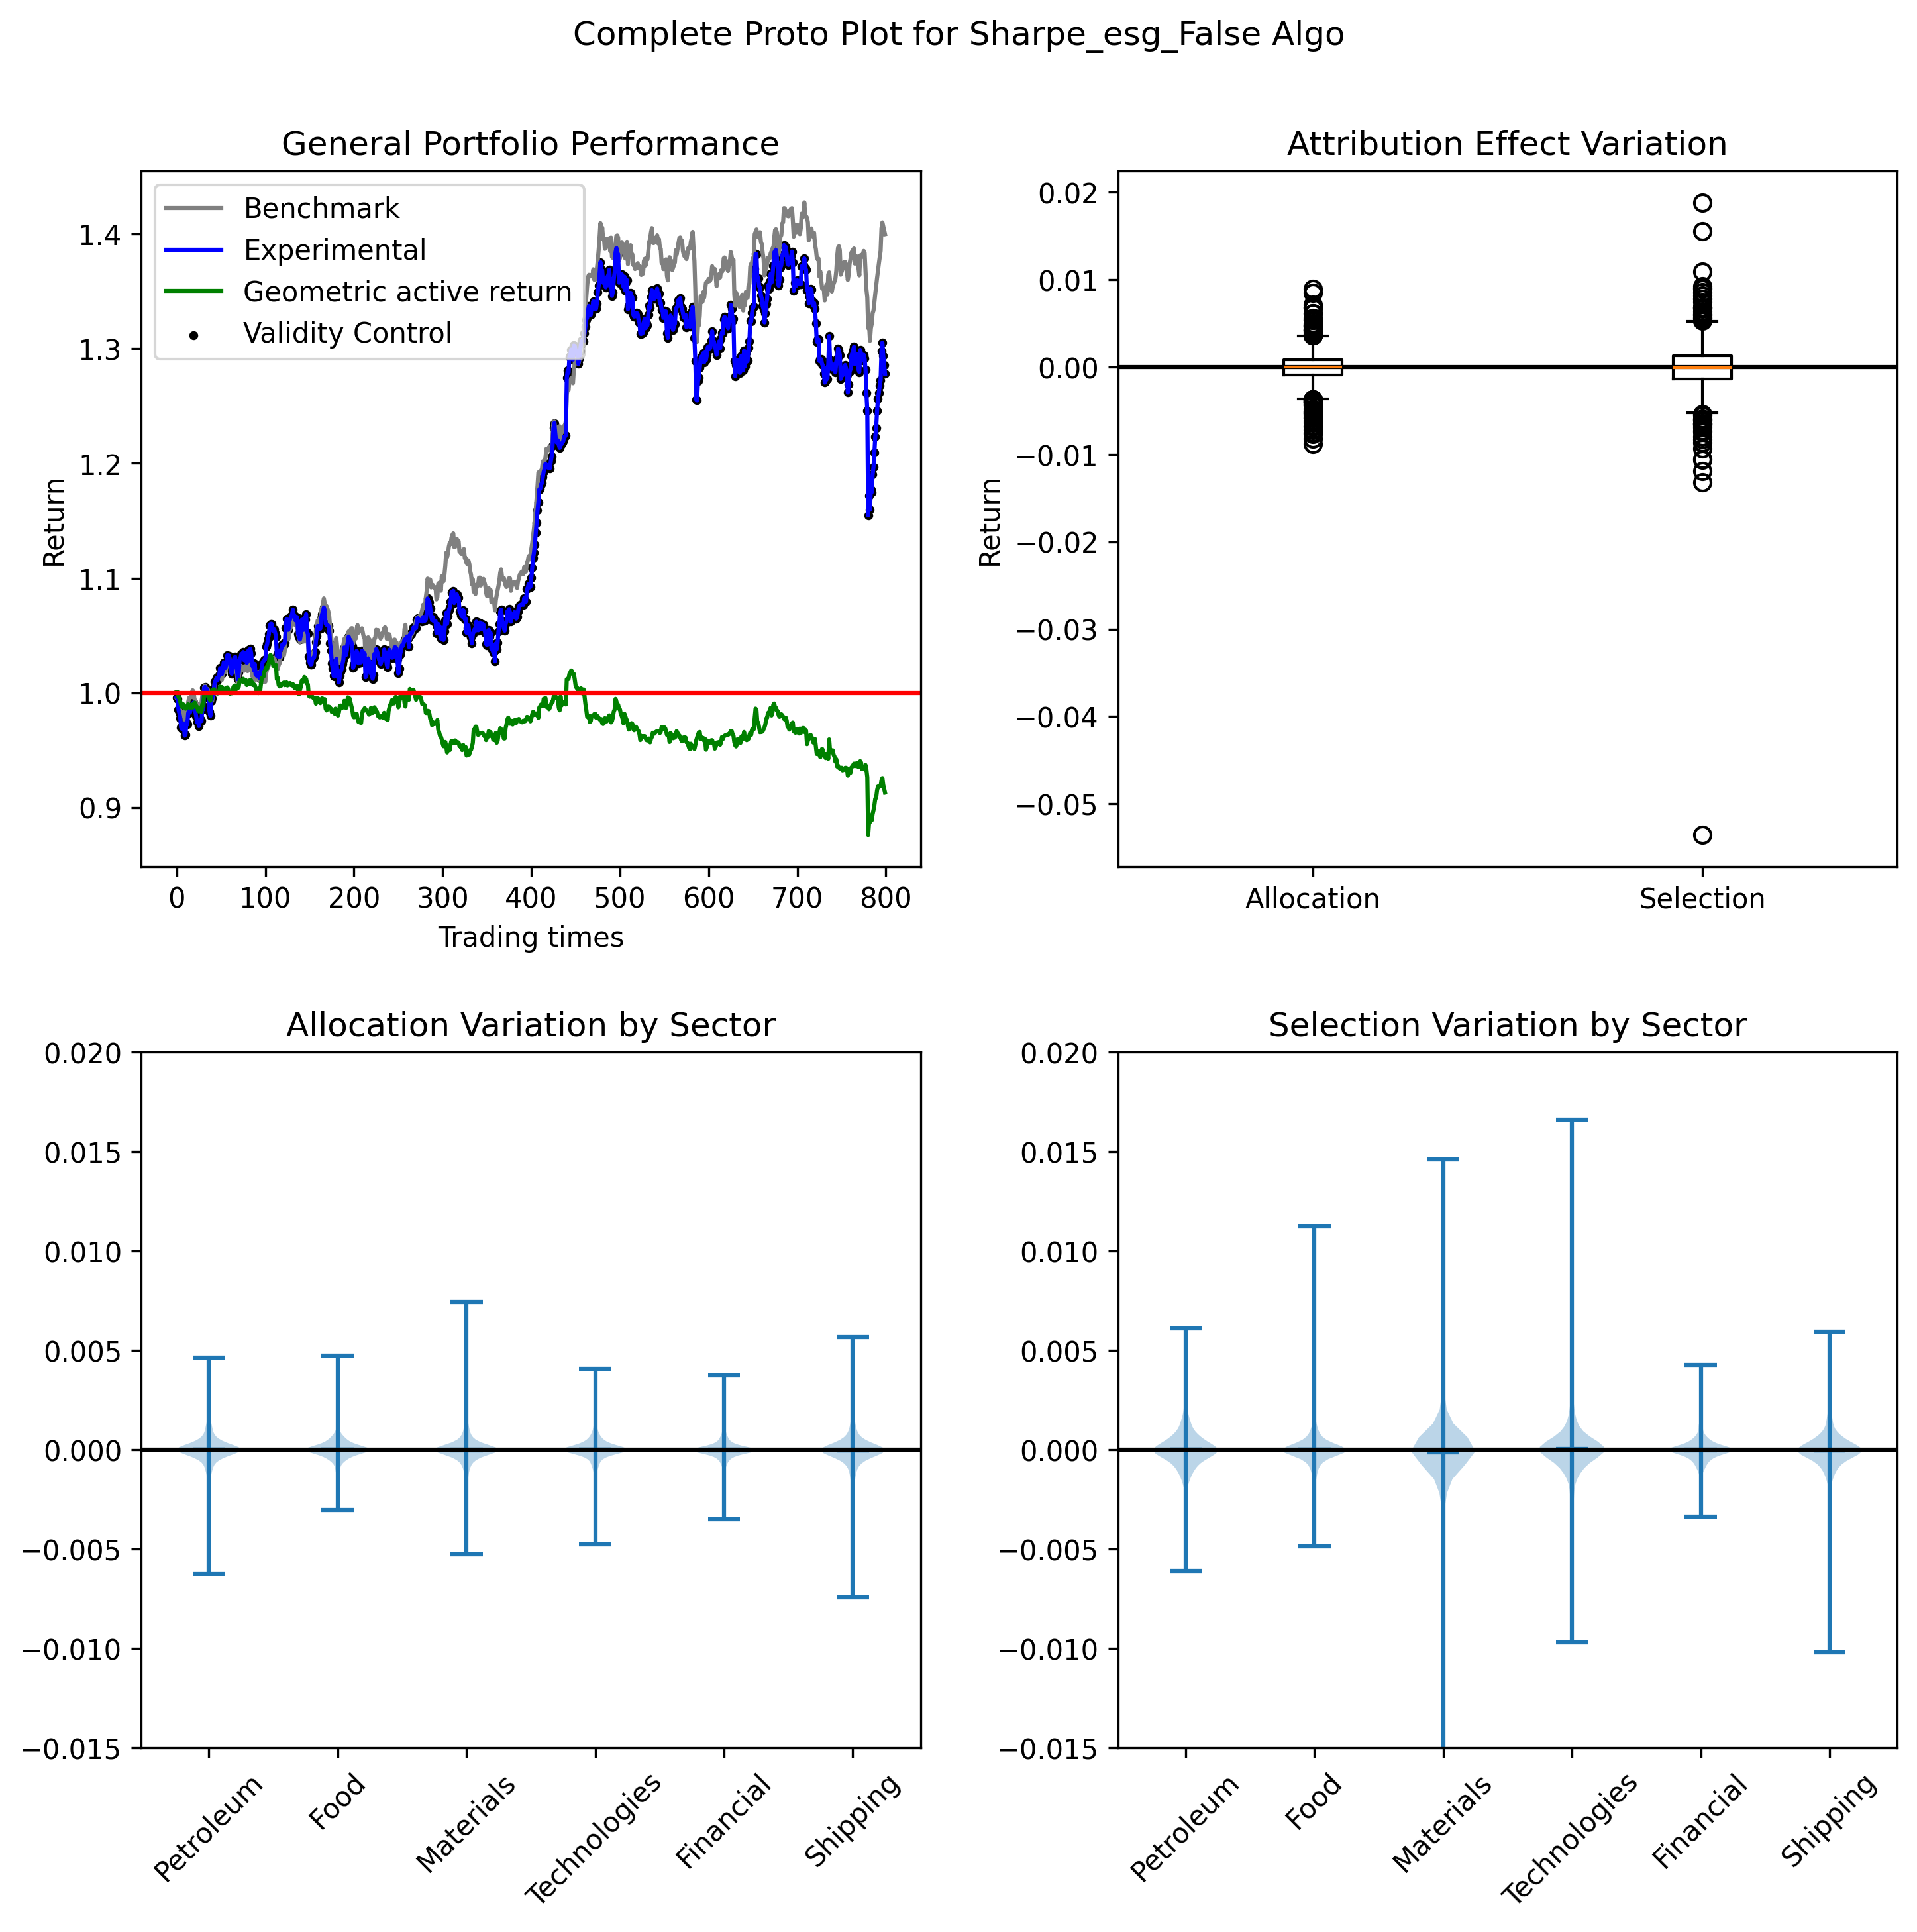 Complete Proto Plot for Sharpe_esg_False Algo
General Portfolio Performance
Benchmark
Experimental
Geometric active return
Validity Control
Return
1.4
1.3
1.2
1.1
1.0
0.9
0 100 200 300 400 500 600 700 800
Trading times
Attribution Effect Variation
Return
0.02
0.01
0.00
−0.01
−0.02
−0.03
−0.04
−0.05
Allocation Selection
Allocation Variation by Sector
0.020
0.015
0.010
0.005
0.000
−0.005
−0.010
−0.015
Petroleum Food Materials Technologies Financial Shipping
Selection Variation by Sector
0.020
0.015
0.010
0.005
0.000
−0.005
−0.010
−0.015
Petroleum Food Materials Technologies Financial Shipping